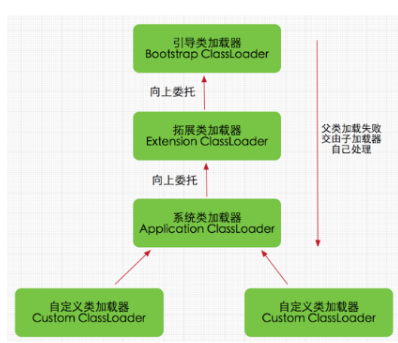 引导类加载器
Bootstrap ClassLoader
向上委托
拓展类加载器
Extension ClassLoader
父类加载失败
交由子加载器
自己处理
向上委托
系统类加载器
Application ClassLoader
自定义类加载器
Custom ClassLoader
自定义类加载器
Custom ClassLoader